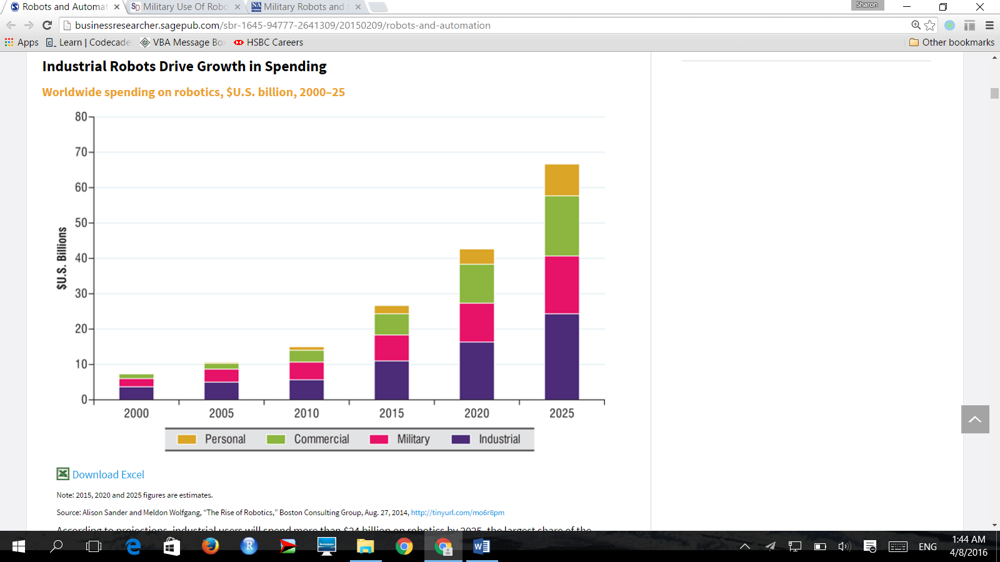 Robots and Automat
Military Use Of Robo
Military Robots and
Sharon
businessresearcher.sagepub.com/sbr-1645-94777-2641309/20150209/robots-and-automation
Apps
Learn | Codecade
VBA Message Bo
HSBC Careers
Other bookmarks
Industrial Robots Drive Growth in Spending
Worldwide spending on robotics, $U.S. billion, 2000–25
80
70
60
50
40
30
20
10
0
$U.S. Billions
2000 2005 2010 2015 2020 2025
Personal Commercial Military Industrial
Download Excel
Note: 2015, 2020 and 2025 figures are estimates.
Source: Alison Sander and Meldon Wolfgang, “The Rise of Robotics,” Boston Consulting Group, Aug. 27, 2014, http://tinyurl.com/mo6r8pm
According to projections, industrial users will spend more than $24 billion on robotics by 2025, the largest share of the
lenovo
ENG
1:44 AM
4/8/2016